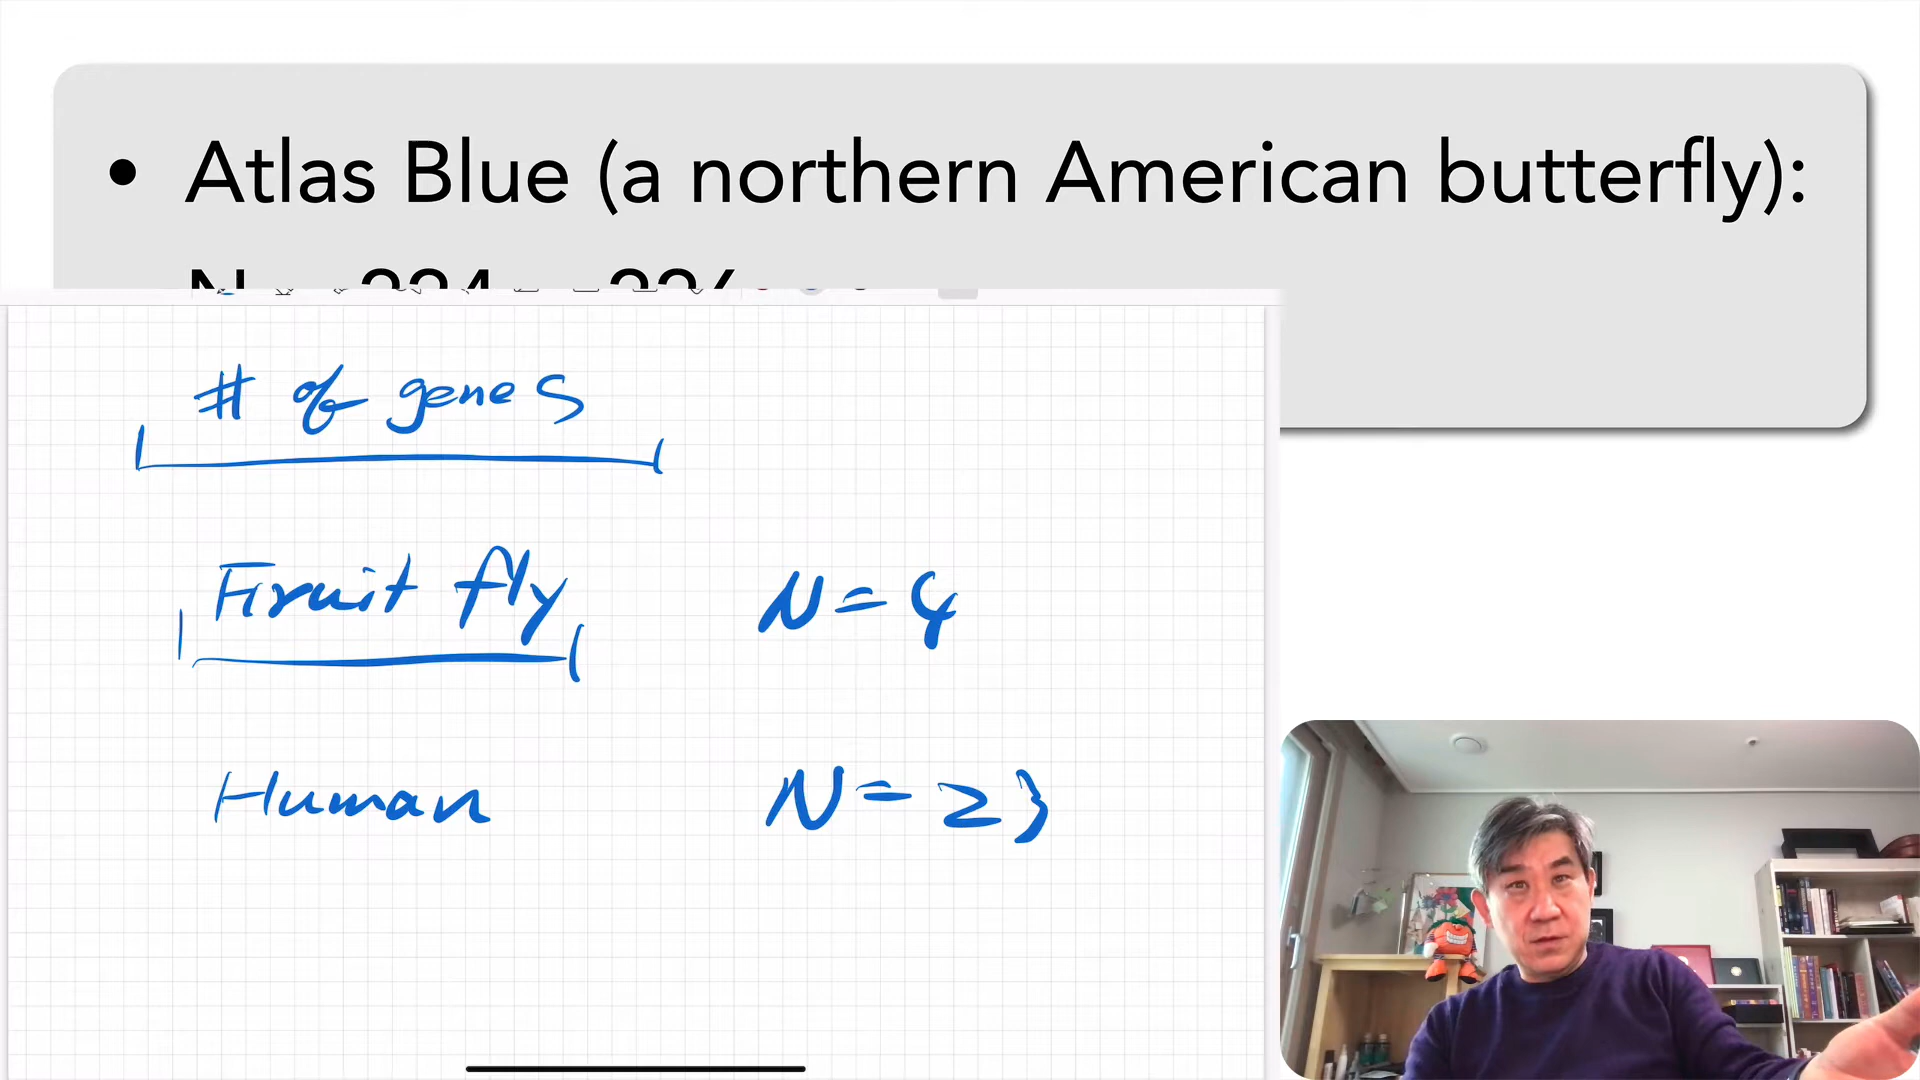 • Atlas Blue (a northern American butterfly):
# of genes
Fruit fly N = 4
Human N = 23